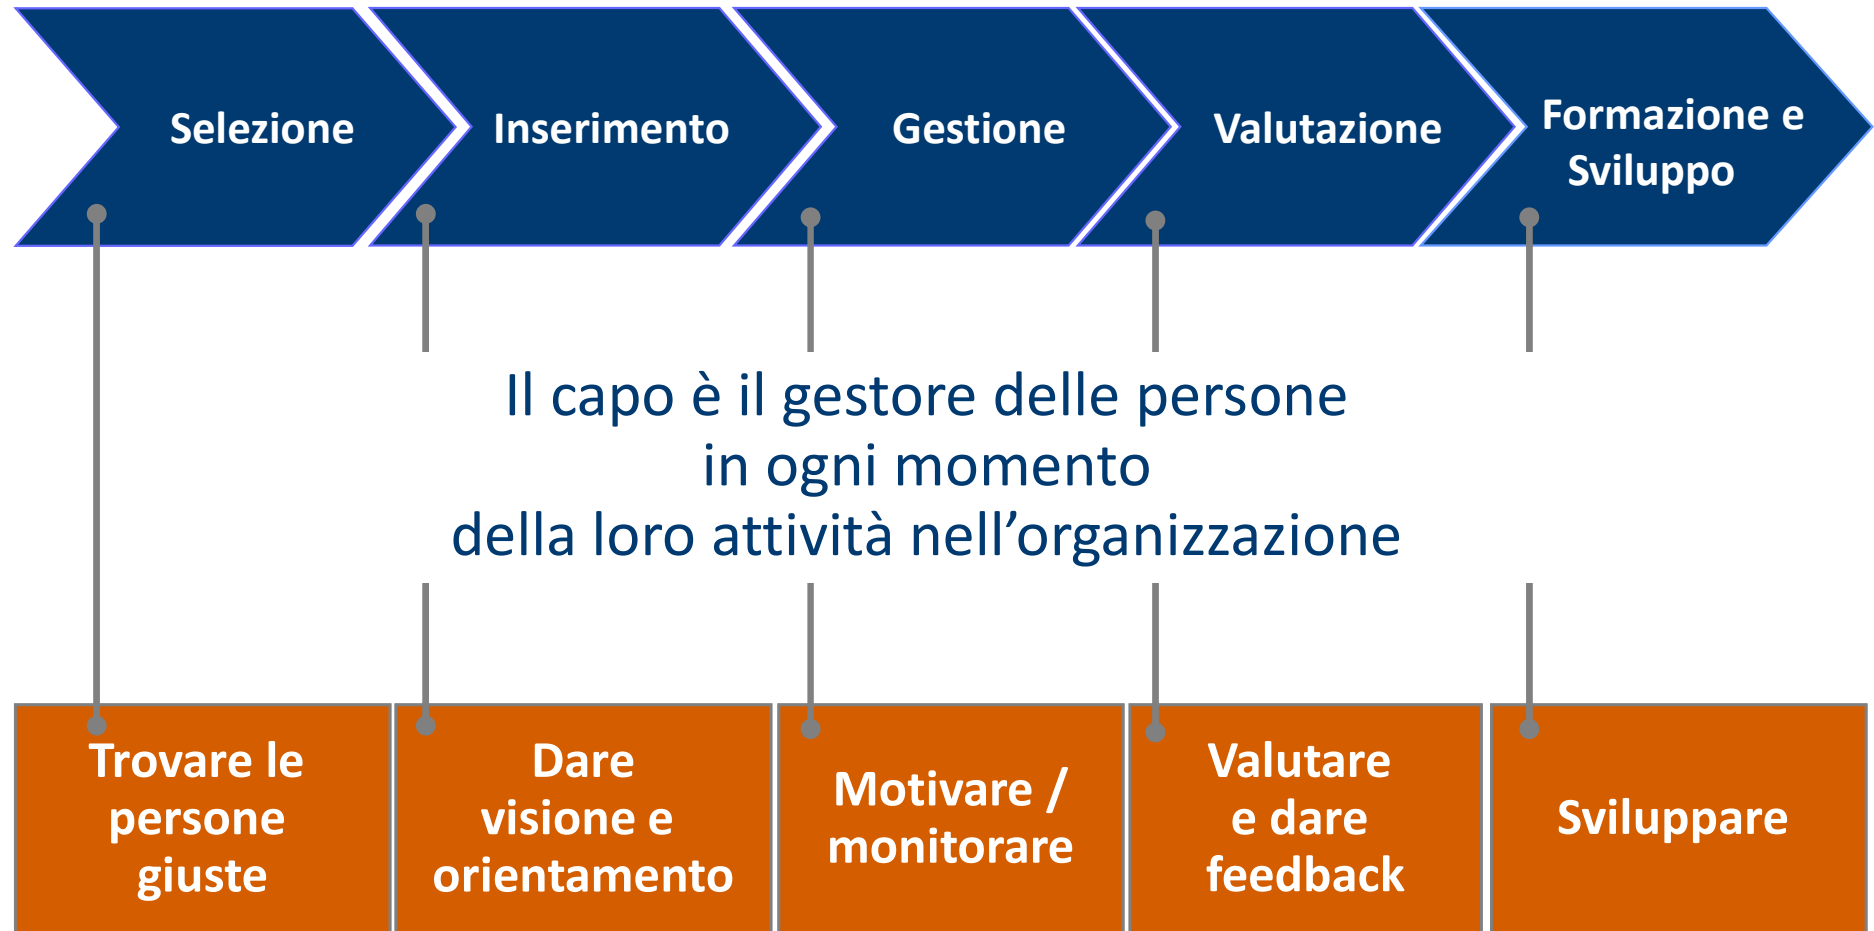 Selezione
Inserimento
Gestione
Valutazione
Formazione e
Sviluppo
Il capo è il gestore delle persone
in ogni momento
della loro attività nell’organizzazione
Trovare le
persone
giuste
Dare
visione e
orientamento
Motivare /
monitorare
Valutare
e dare
feedback
Sviluppare